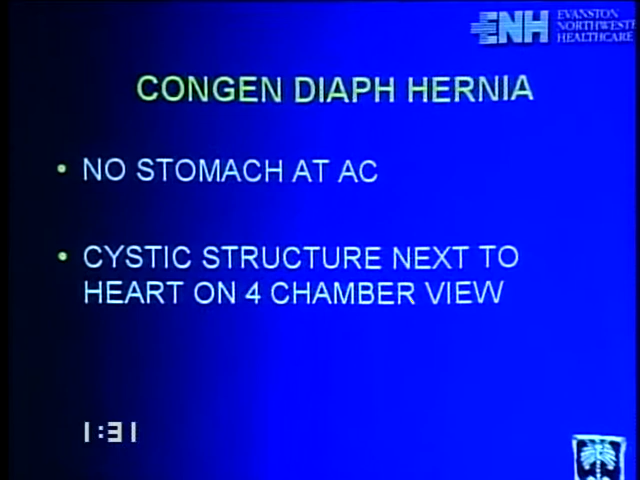 ENH EVANSTON
NORTHWESTERN
HEALTHCARE
CONGEN DIAPH HERNIA
• NO STOMACH AT AC
• CYSTIC STRUCTURE NEXT TO
HEART ON 4 CHAMBER VIEW
1:31